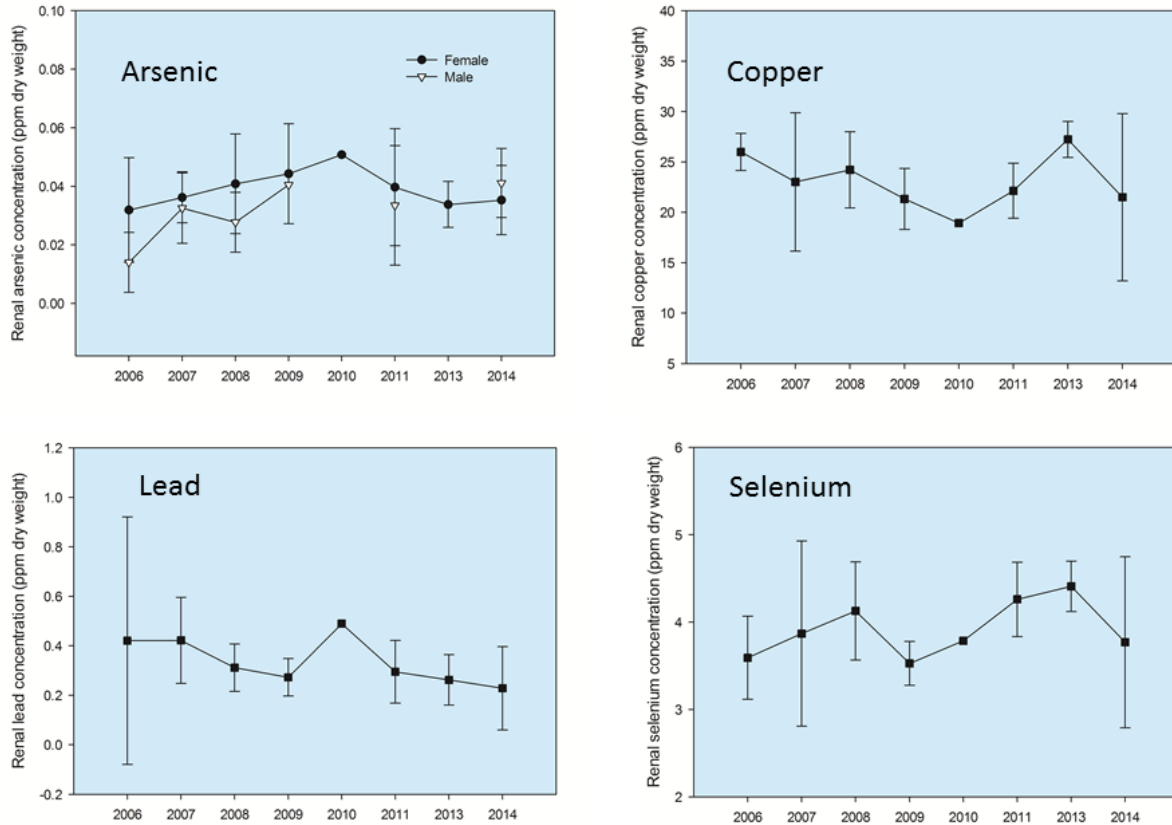 Renal arsenic concentration (ppm dry weight)
0.10
0.08
0.06
0.04
0.02
0.00
Arsenic
Female
Male
2006 2007 2008 2009 2010 2011 2013 2014
Renal copper concentration (ppm dry weight)
40
35
30
25
20
15
10
5
Copper
2006 2007 2008 2009 2010 2011 2013 2014
Renal lead concentration (ppm dry weight)
1.2
1.0
0.8
0.6
0.4
0.2
0.0
-0.2
Lead
2006 2007 2008 2009 2010 2011 2013 2014
Renal selenium concentration (ppm dry weight)
6
5
4
3
2
Selenium
2006 2007 2008 2009 2010 2011 2013 2014